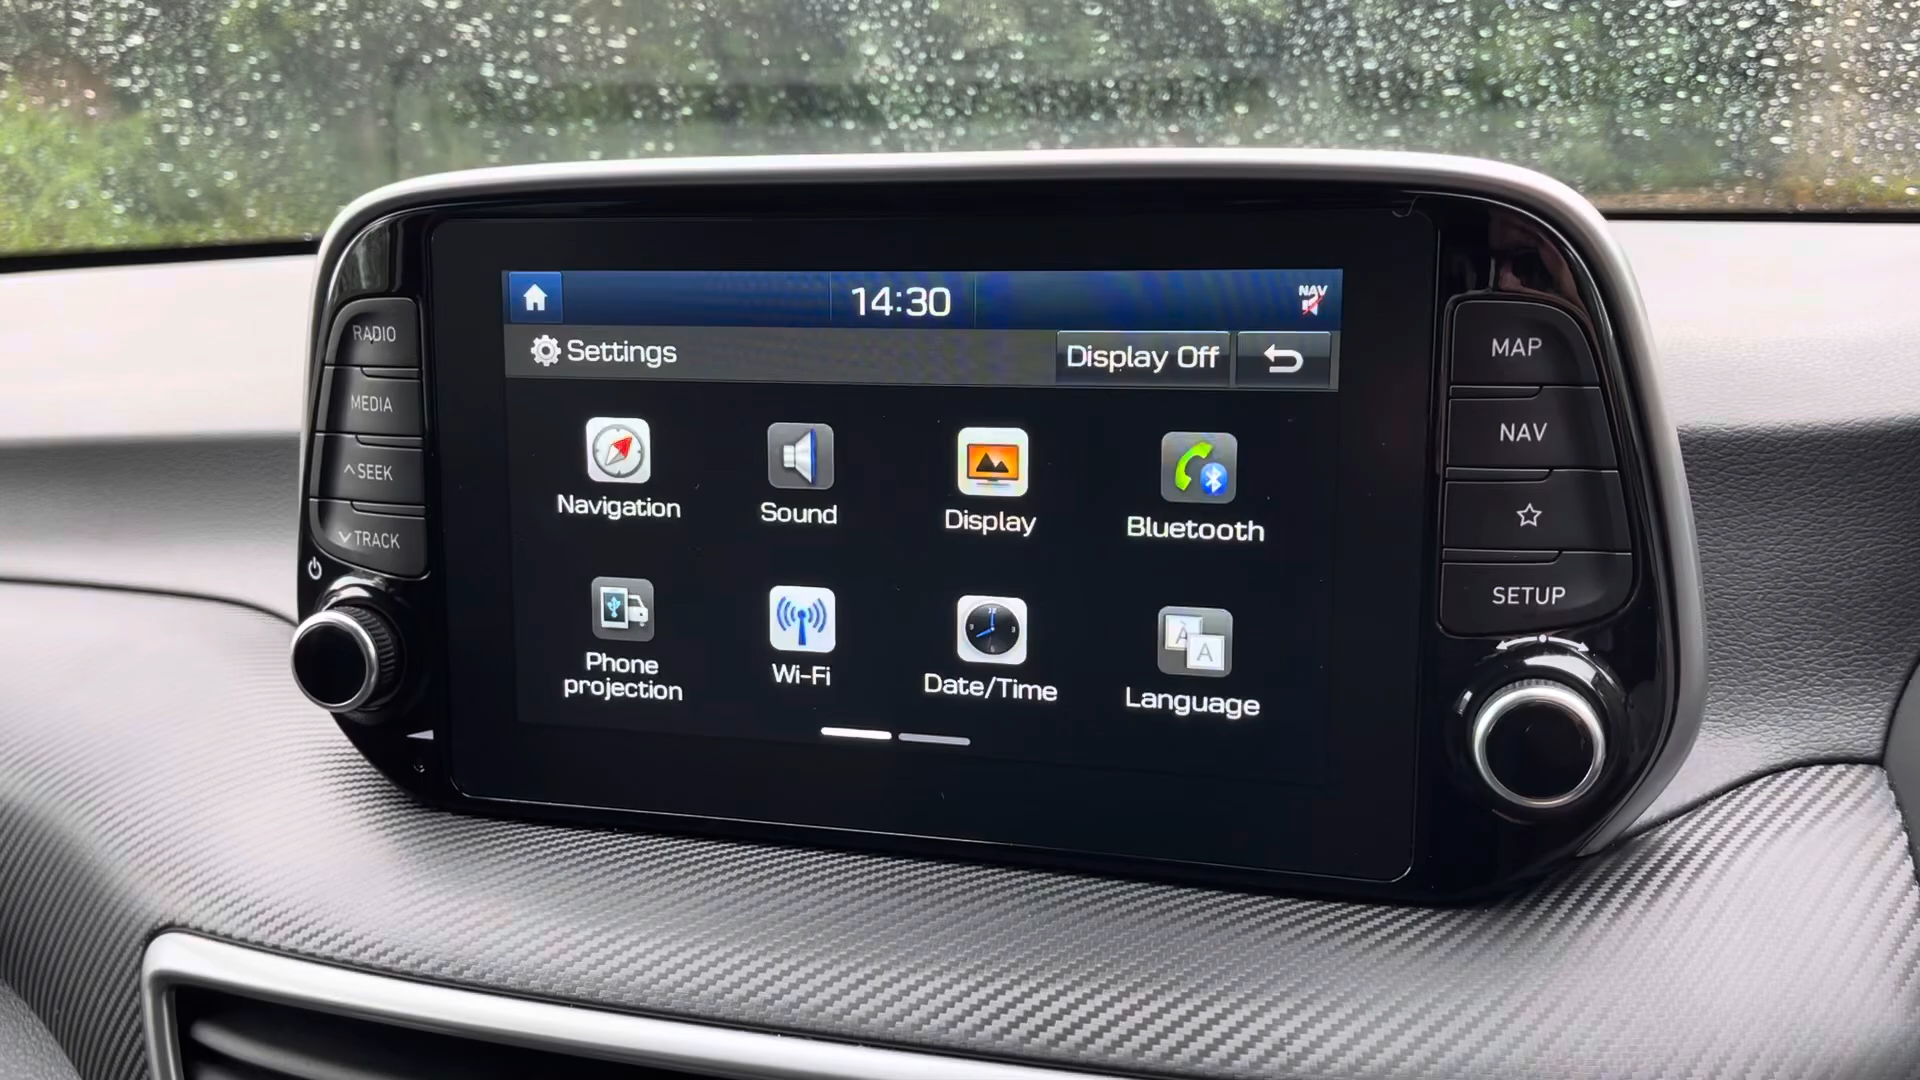 14:30
NAV
Settings
Display Off
RADIO
MEDIA
SEEK
TRACK
Navigation
Sound
Display
Bluetooth
Phone
projection
Wi-Fi
Date/Time
Language
A
A
MAP
NAV
SETUP